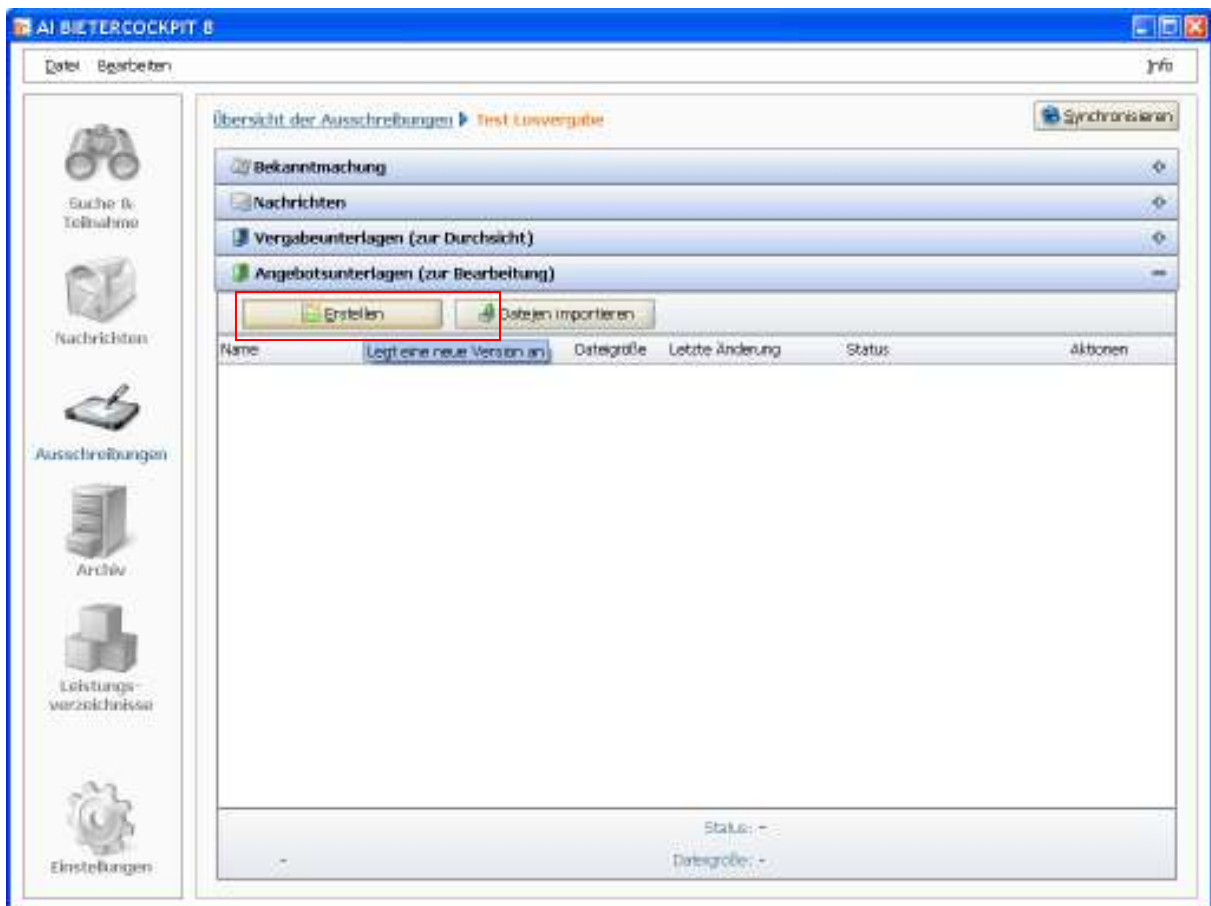 AI BIETERCOCKPIT 8
Datei Bearbeiten Info
Übersicht der Ausschreibungen Test Losvergabe
Synchronisieren
Bekanntmachung
Nachrichten
Vergabeunterlagen (zur Durchsicht)
Angebotsunterlagen (zur Bearbeitung)
Erstellen Dateien importieren
Name Legt eine neue Version an Dateigröße Letzte Änderung Status Aktionen
Suche &
Teilnahme
Nachrichten
Ausschreibungen
Archiv
Leistungs-
verzeichnisse
Einstellungen
Status: -
- Dateigröße: -